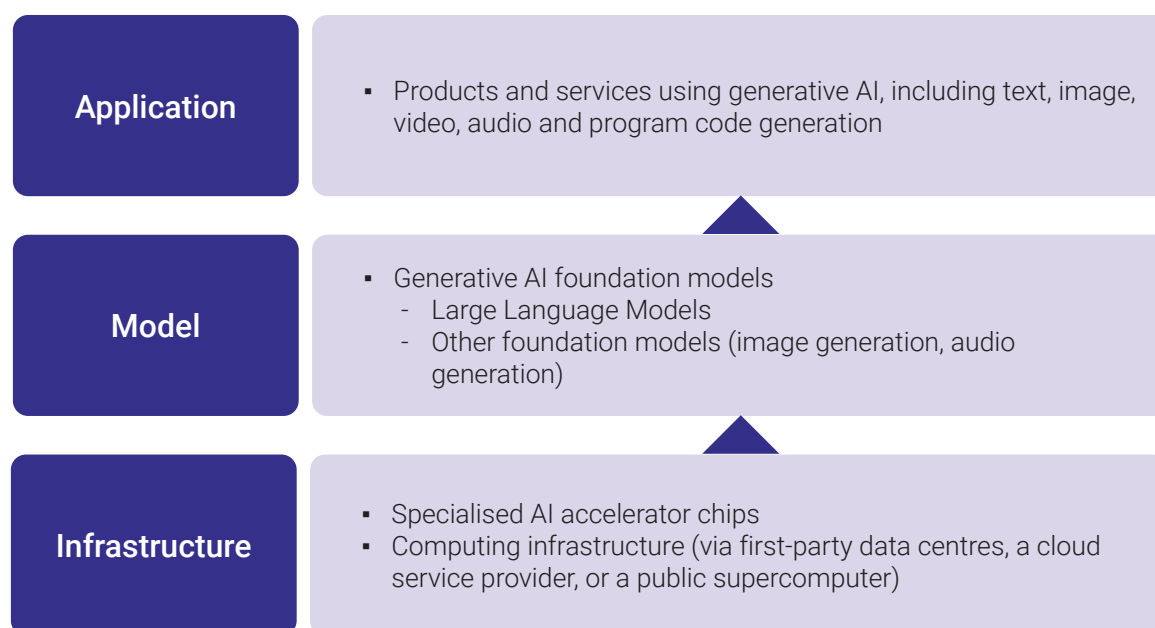 Application
▪ Products and services using generative AI, including text, image,
video, audio and program code generation
Model
▪ Generative AI foundation models
- Large Language Models
- Other foundation models (image generation, audio
generation)
Infrastructure
▪ Specialised AI accelerator chips
▪ Computing infrastructure (via first-party data centres, a cloud
service provider, or a public supercomputer)